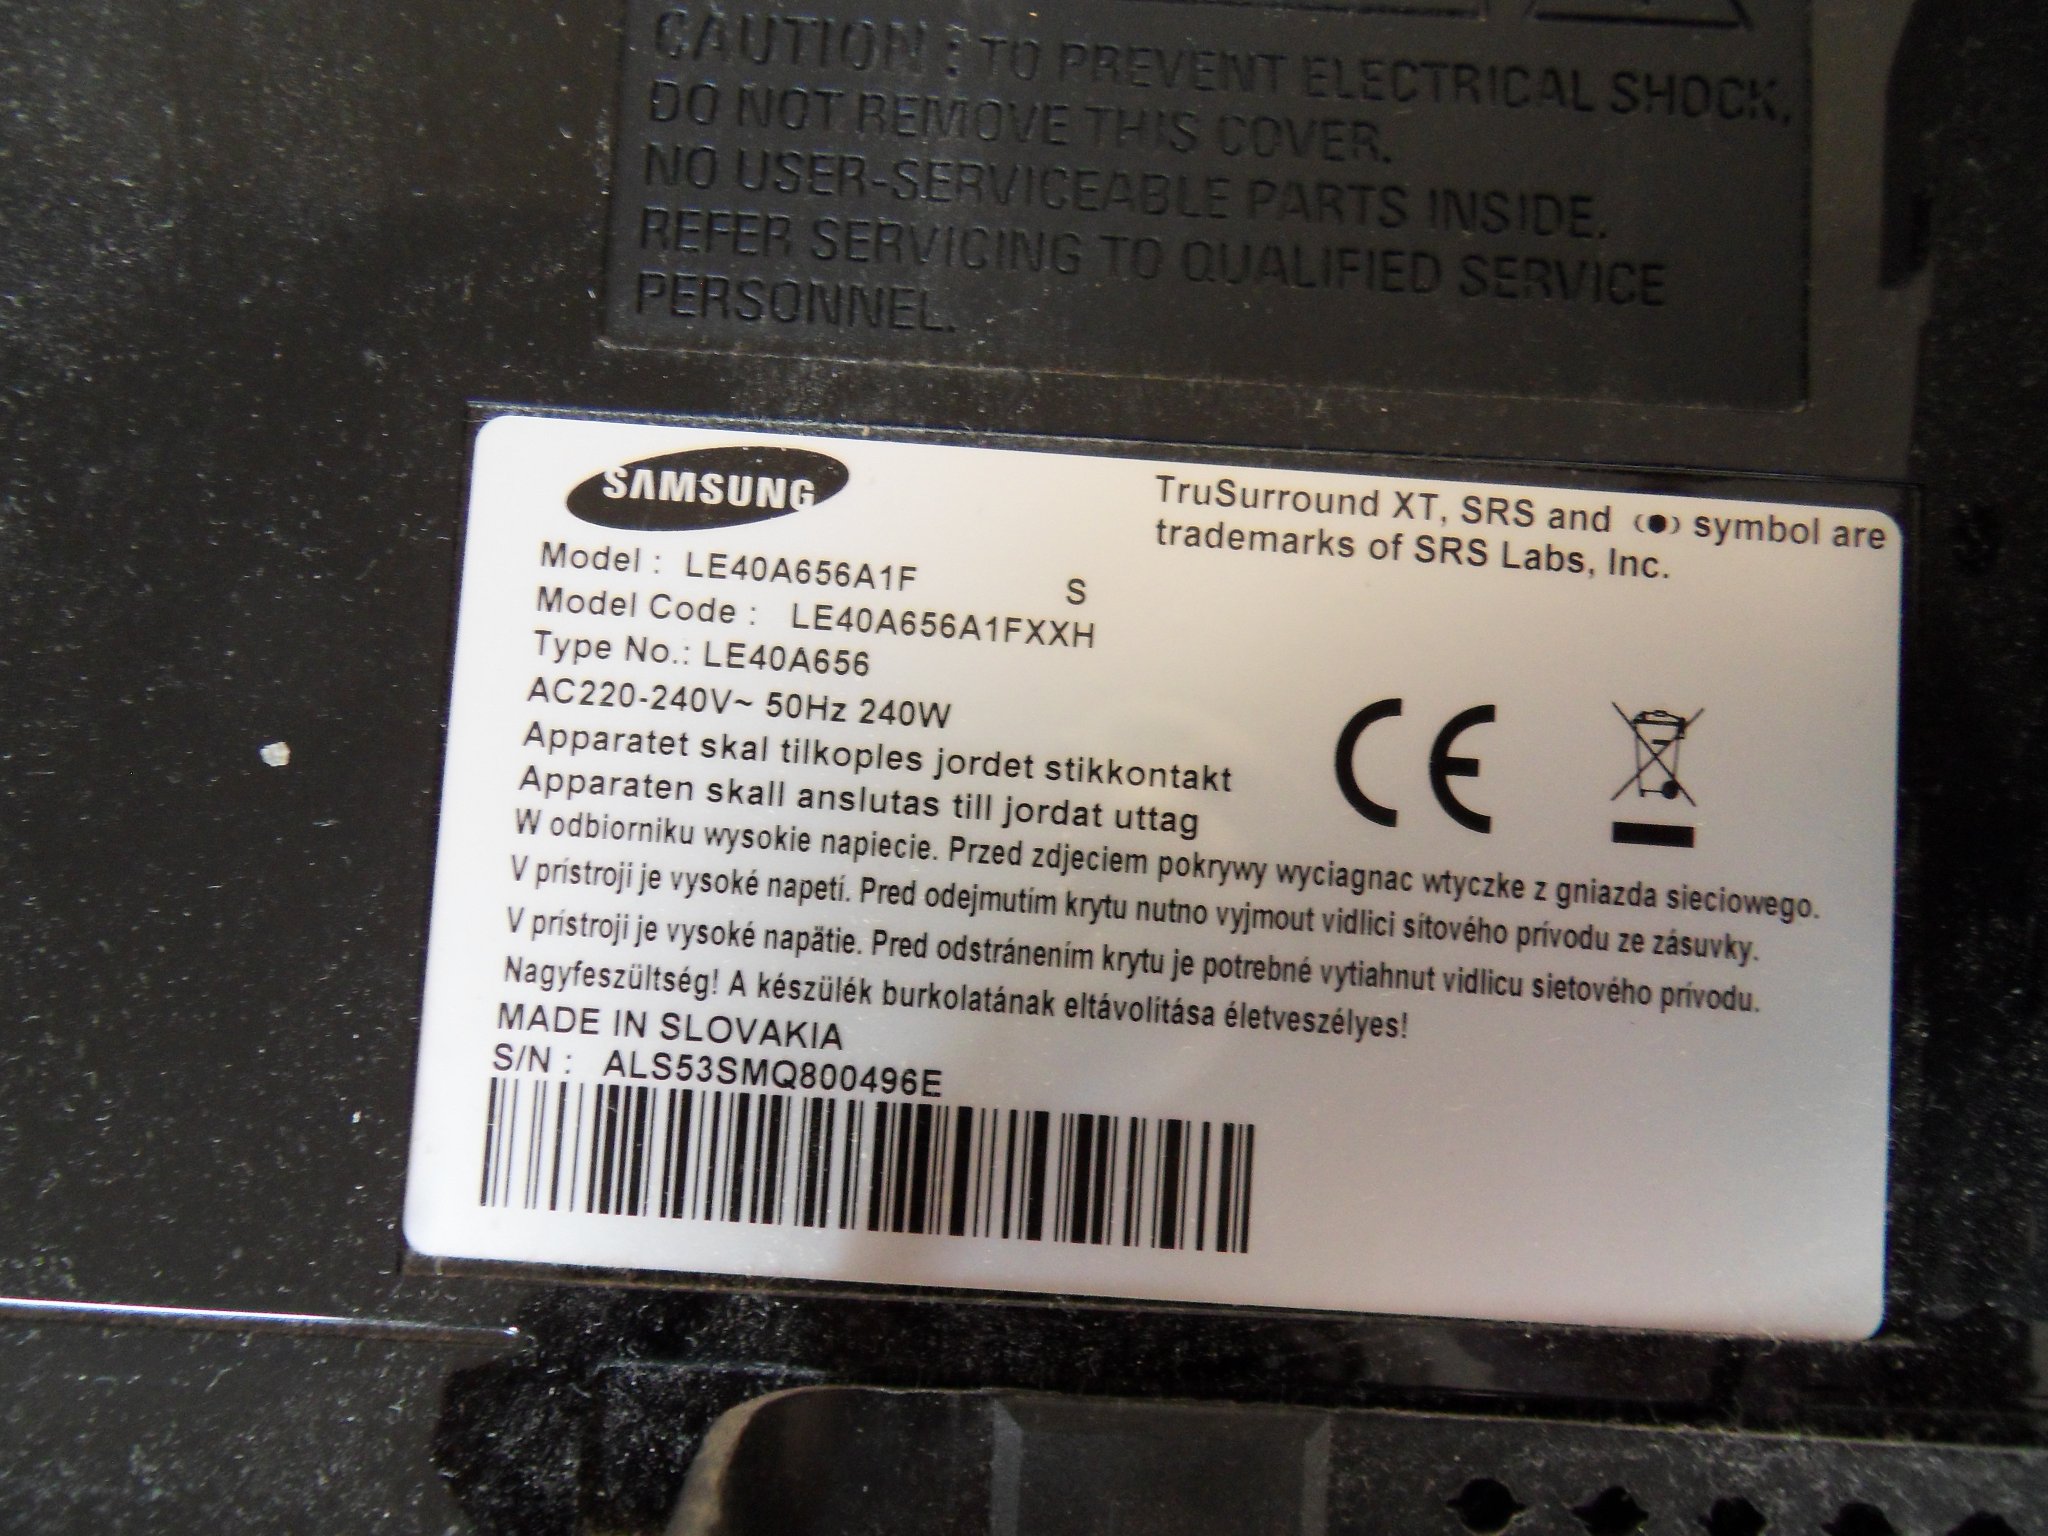 CAUTION : TO PREVENT ELECTRICAL SHOCK,
DO NOT REMOVE THIS COVER.
NO USER-SERVICEABLE PARTS INSIDE.
REFER SERVICING TO QUALIFIED SERVICE
PERSONNEL.
SAMSUNG
TruSurround XT, SRS and (●) symbol are
trademarks of SRS Labs, Inc.
Model : LE40A656A1F S
Model Code : LE40A656A1FXXH
Type No.: LE40A656
AC220-240V~ 50Hz 240W
Apparatet skal tilkoples jordet stikkontakt
Apparaten skall anslutas till jordat uttag
W odbiorniku wysokie napiecie. Przed zdjeciem pokrywy wyciagnac wtyczke z gniazda sieciowego.
V prístroji je vysoké napetí. Pred odejmutím krytu nutno vyjmout vidlici sítového prívodu ze zásuvky.
V prístroji je vysoké napätie. Pred odstránením krytu je potrebné vytiahnut vidlicu sietového prívodu.
Nagyfeszültség! A készülék burkolatának eltávolítása életveszélyes!
MADE IN SLOVAKIA
S/N : ALS53SMQ800496E
CE